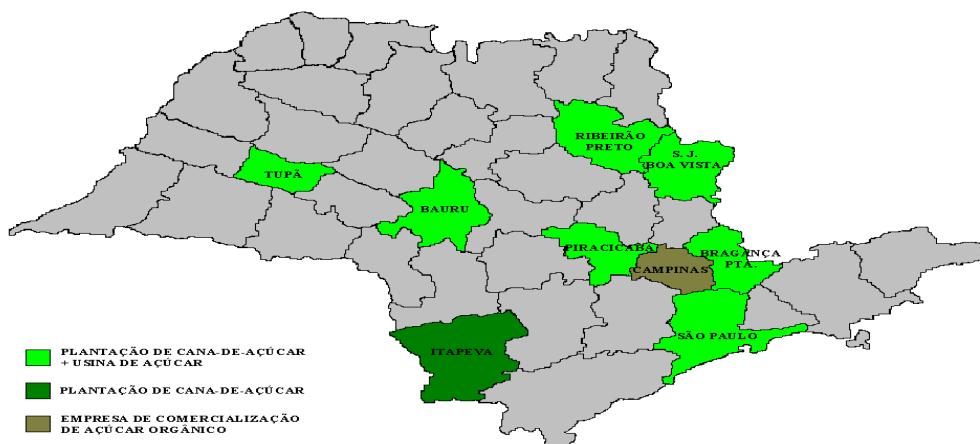 RIBEIRÃO
PRETO
S. J.
BOA VISTA
TUPÃ
BAURU
PIRACICABA
BRAGANÇA
PTA.
CAMPINAS
SÃO PAULO
ITAPEVA
PLANTAÇÃO DE CANA-DE-AÇÚCAR
+ USINA DE AÇÚCAR
PLANTAÇÃO DE CANA-DE-AÇÚCAR
EMPRESA DE COMERCIALIZAÇÃO
DE AÇÚCAR ORGÂNICO